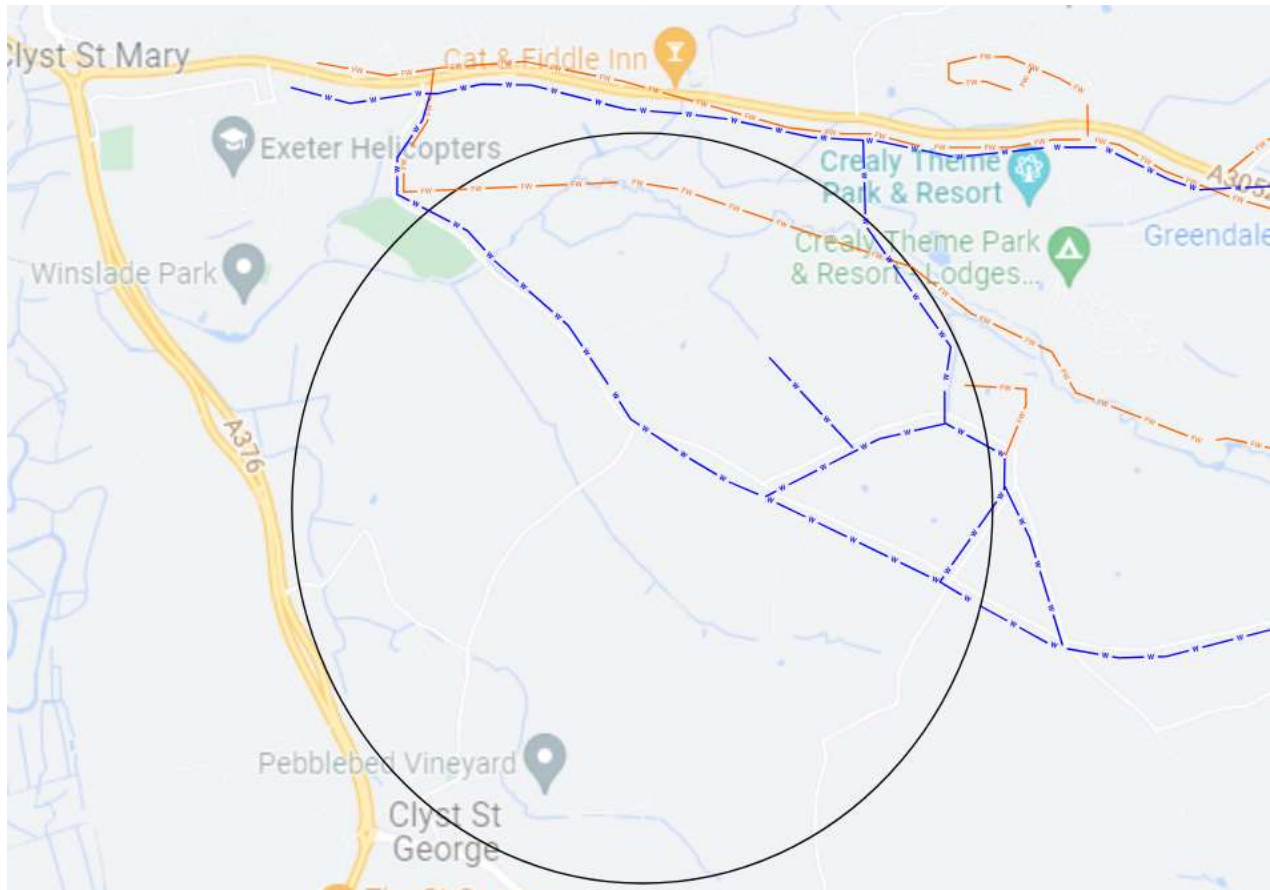 Clyst St Mary
Cat & Fiddle Inn
Exeter Helicopters
Crealy Theme
Park & Resort
A3052
Winslade Park
Crealy Theme Park
& Resort - Lodges...
Greendale
A376
Pebblebed Vineyard
Clyst St
George
FW
W